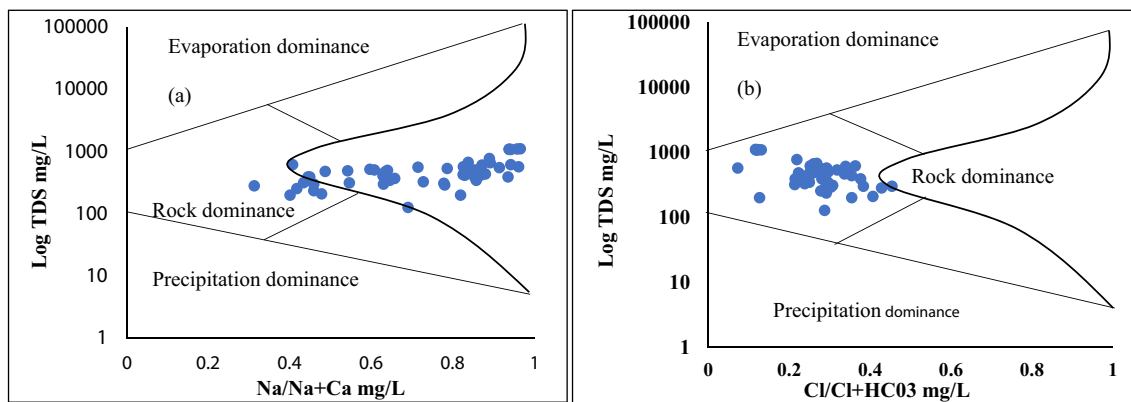 100000
10000
1000
100
10
1
Log TDS mg/L
Evaporation dominance
(a)
Rock dominance
Precipitation dominance
0
0.2
0.4
0.6
0.8
1
Na/Na+Ca mg/L
100000
10000
1000
100
10
1
Log TDS mg/L
Evaporation dominance
(b)
Rock dominance
Precipitation dominance
0
0.2
0.4
0.6
0.8
1
Cl/Cl+HC03 mg/L